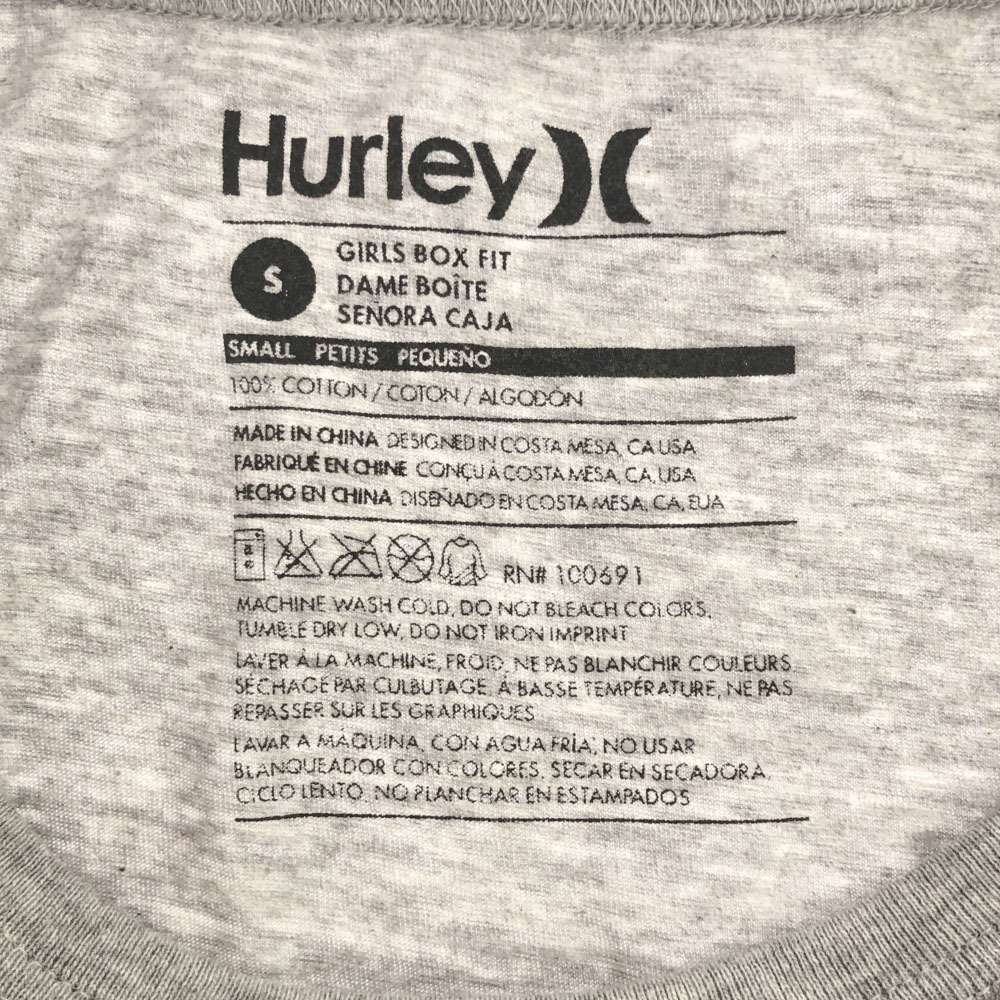 Hurley
S
GIRLS BOX FIT
DAME BOÎTE
SEÑORA CAJA
SMALL PETITS PEQUEÑO
100% COTTON / COTON / ALGODÓN
MADE IN CHINA DESIGNED IN COSTA MESA, CA USA
FABRIQUÉ EN CHINE CONÇU À COSTA MESA, CA, USA
HECHO EN CHINA DISEÑADO EN COSTA MESA, CA, EUA
RN# 100691
MACHINE WASH COLD, DO NOT BLEACH COLORS,
TUMBLE DRY LOW, DO NOT IRON IMPRINT
LAVER À LA MACHINE, FROID, NE PAS BLANCHIR COULEURS
SÉCHAGE PAR CULBUTAGE, À BASSE TEMPÉRATURE, NE PAS
REPASSER SUR LES GRAPHIQUES
LAVAR A MÁQUINA, CON AGUA FRÍA, NO USAR
BLANQUEADOR CON COLORES, SECAR EN SECADORA,
CICLO LENTO, NO PLANCHAR EN ESTAMPADOS